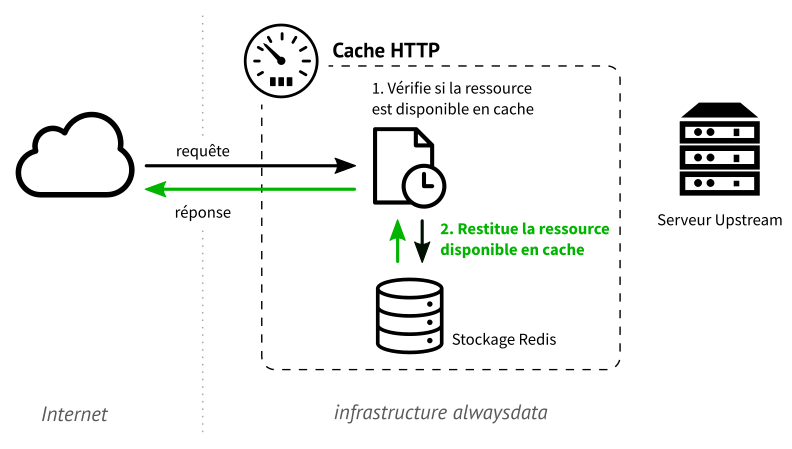 Cache HTTP
1. Vérifie si la ressource
est disponible en cache
requête
réponse
2. Restitue la ressource
disponible en cache
Serveur Upstream
Stockage Redis
Internet
infrastructure alwaysdata